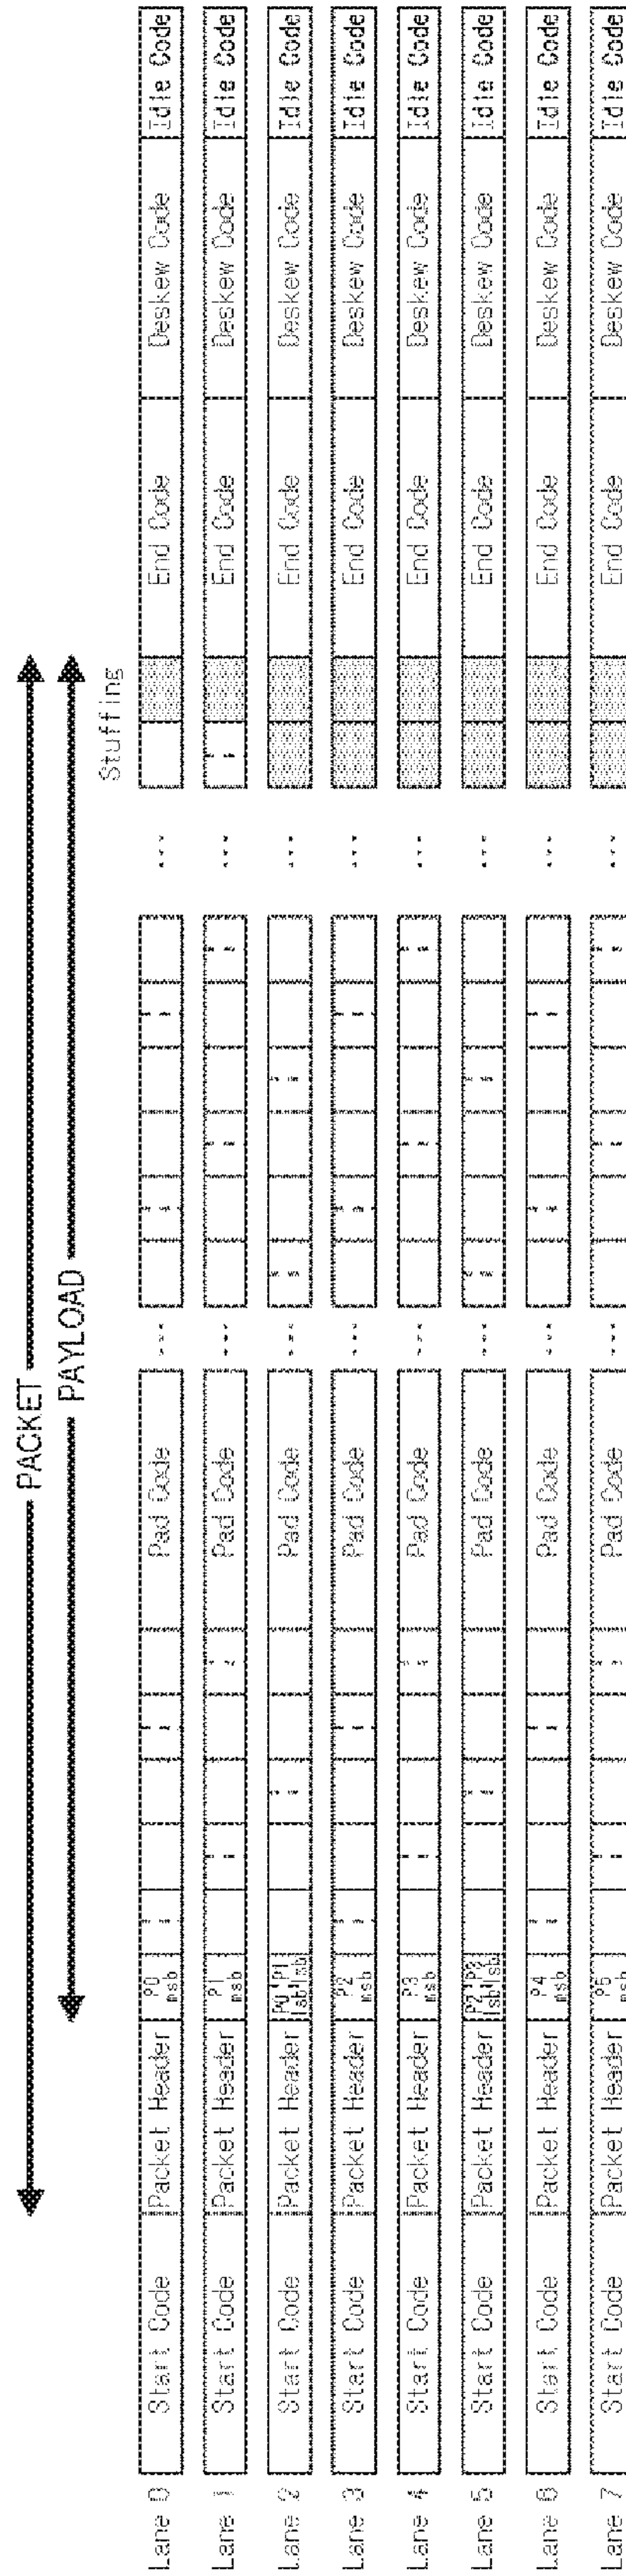 PACKET
PAYLOAD
Stuffing
Lane 0 Start Code Packet Header P0 msb Pad Code End Code Deskew Code Idle Code
Lane 1 Start Code Packet Header P1 msb Pad Code End Code Deskew Code Idle Code
Lane 2 Start Code Packet Header P0 lsb P1 lsb Pad Code End Code Deskew Code Idle Code
Lane 3 Start Code Packet Header P2 msb Pad Code End Code Deskew Code Idle Code
Lane 4 Start Code Packet Header P3 msb Pad Code End Code Deskew Code Idle Code
Lane 5 Start Code Packet Header P2 lsb P3 lsb Pad Code End Code Deskew Code Idle Code
Lane 6 Start Code Packet Header P4 msb Pad Code End Code Deskew Code Idle Code
Lane 7 Start Code Packet Header P5 msb Pad Code End Code Deskew Code Idle Code